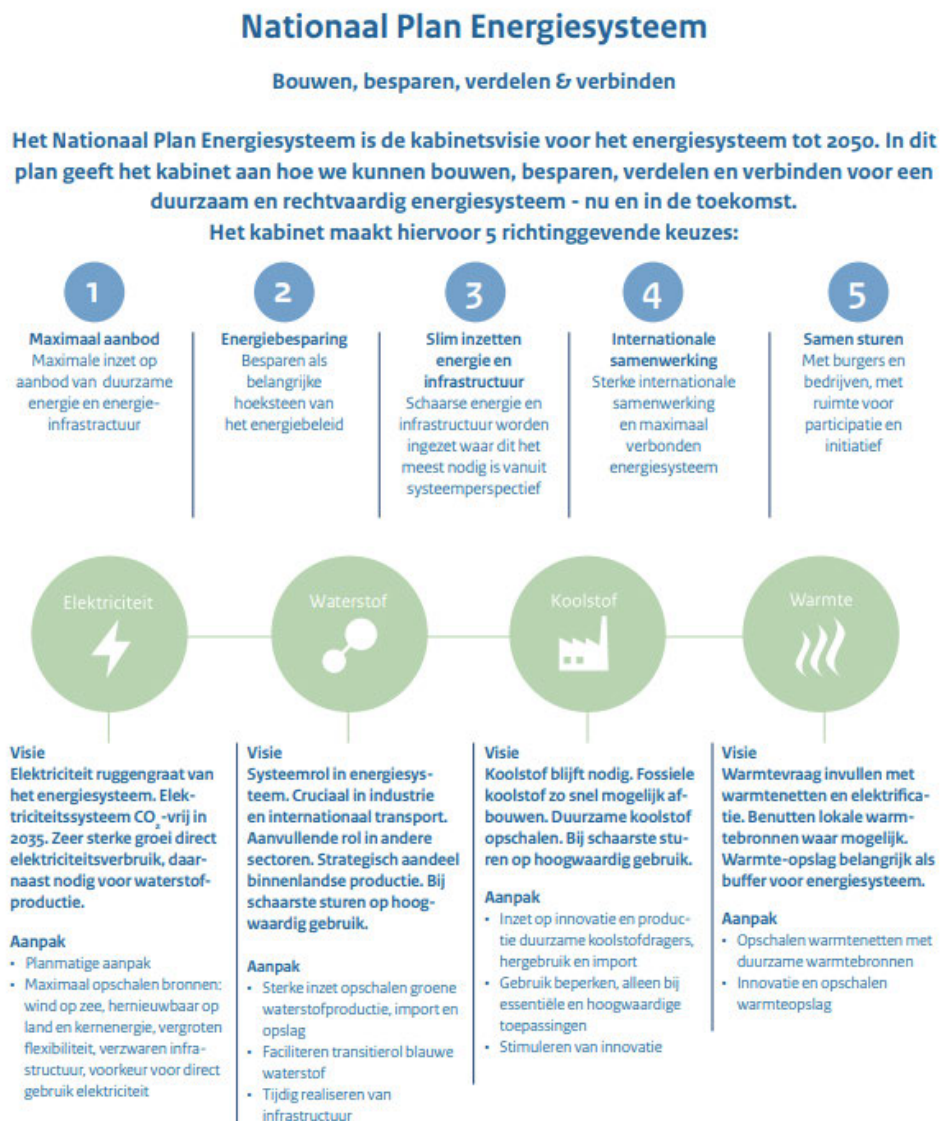 Nationaal Plan Energiesysteem
Bouwen, besparen, verdelen & verbinden
Het Nationaal Plan Energiesysteem is de kabinetsvisie voor het energiesysteem tot 2050. In dit
plan geeft het kabinet aan hoe we kunnen bouwen, besparen, verdelen en verbinden voor een
duurzaam en rechtvaardig energiesysteem - nu en in de toekomst.
Het kabinet maakt hiervoor 5 richtinggevende keuzes:
1
Maximaal aanbod
Maximale inzet op
aanbod van duurzame
energie en energie-
infrastractuur
2
Energiebesparing
Besparen als
belangrijke
hoeksteen van
het energiebeleid
3
Slim inzetten
energie en
infrastructuur
Schaarse energie en
infrastructuur worden
ingezet waar dit het
meest nodig is vanuit
systeemperspectief
4
Internationale
samenwerking
Sterke internationale
samenwerking
en maximaal
verbonden
energiesysteem
5
Samen sturen
Met burgers en
bedrijven, met
ruimte voor
participatie en
initiatief
Elektriciteit
Waterstof
Koolstof
Warmte
Visie
Elektriciteit ruggengraat van
het energiesysteem. Elek-
triciteitssysteem CO₂-vrij in
2035. Zeer sterke groei direct
elektriciteitsverbruik, daar-
naast nodig voor waterstof-
productie.
Aanpak
• Planmatige aanpak
• Maximaal opschalen bronnen:
wind op zee, hernieuwbaar op
land en kernenergie, vergroten
flexibiliteit, verzwaren infra-
structuur, voorkeur voor direct
gebruik elektriciteit
Visie
Systeemrol in energiesys-
teem. Cruciaal in industrie
en internationaal transport.
Aanvullende rol in andere
sectoren. Strategisch aandeel
binnenlandse productie. Bij
schaarste sturen op hoog-
waardig gebruik.
Aanpak
• Sterke inzet opschalen groene
waterstofproductie, import en
opslag
• Faciliteren transitierol blauwe
waterstof
• Tijdig realiseren van
infrastructuur
Visie
Koolstof blijft nodig. Fossiele
koolstof zo snel mogelijk af-
bouwen. Duurzame koolstof
opschalen. Bij schaarste stu-
ren op hoogwaardig gebruik.
Aanpak
• Inzet op innovatie en produc-
tie duurzame koolstofdragers,
hergebruik en import
• Gebruik beperken, alleen bij
essentiële en hoogwaardige
toepassingen
• Stimuleren van innovatie
Visie
Warmtevraag invullen met
warmtenetten en elektrifica-
tie. Benutten lokale warm-
tebronnen waar mogelijk.
Warmte-opslag belangrijk als
buffer voor energiesysteem.
Aanpak
• Opschalen warmtenetten met
duurzame warmtebronnen
• Innovatie en opschalen
warmteopslag